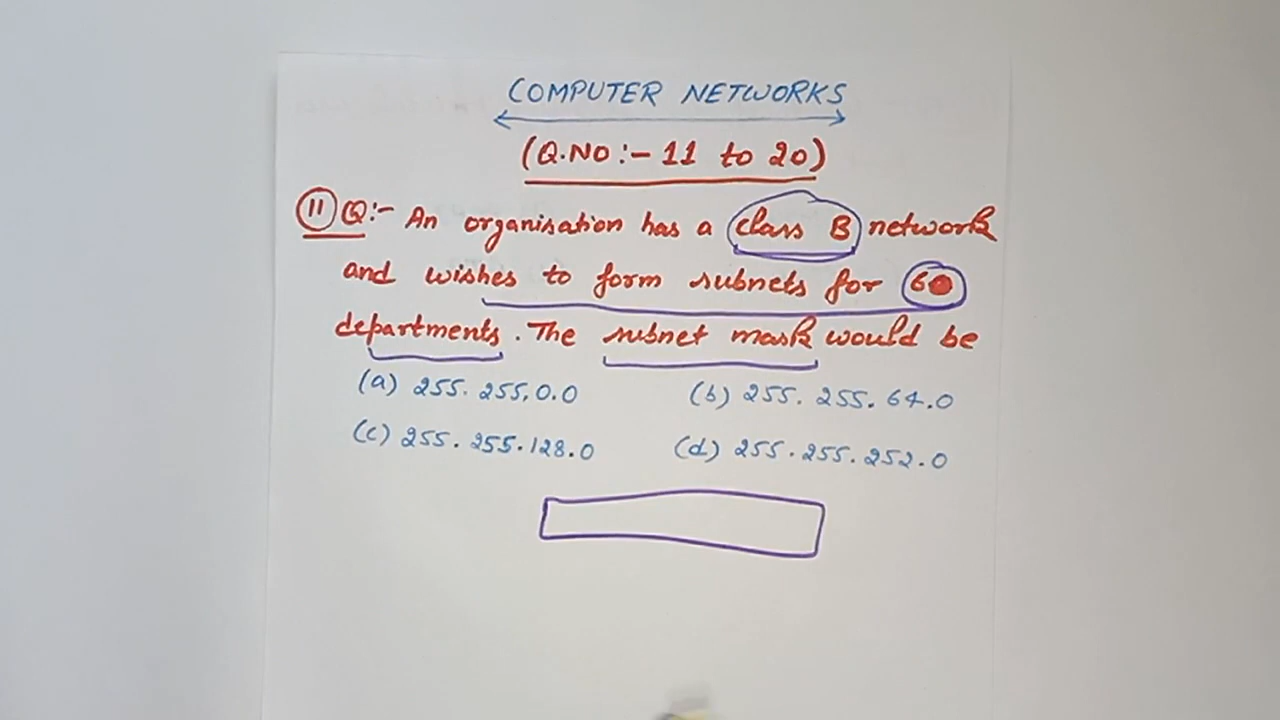 COMPUTER NETWORKS
(Q.NO :- 11 to 20)
11 Q:- An organisation has a class B network
and wishes to form subnets for 60
departments. The subnet mask would be
(a) 255. 255.0.0 (b) 255. 255. 64.0
(c) 255. 255.128.0 (d) 255.255. 252.0